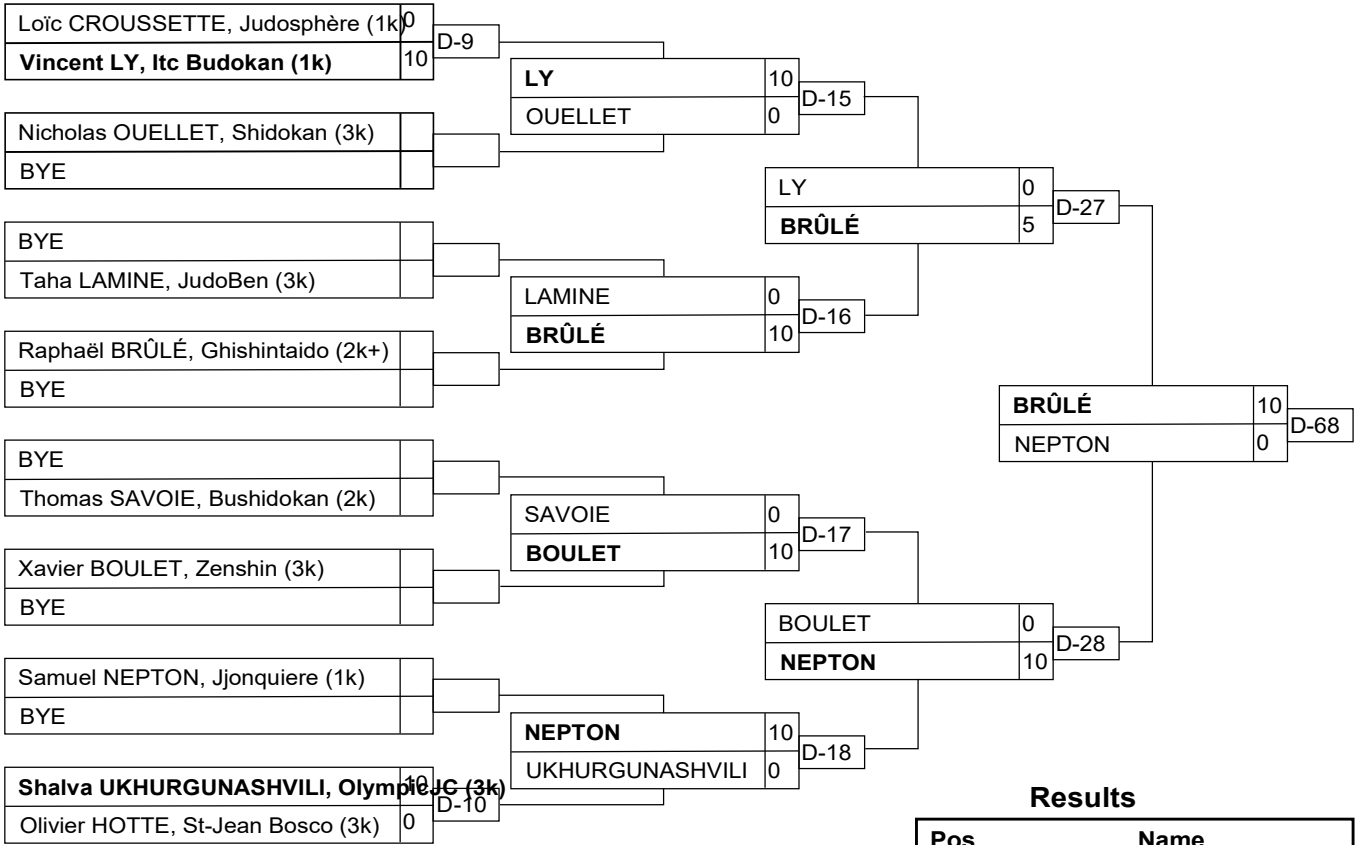 Loïc CROUSSETTE, Judosphère (1k) 0
Vincent LY, Itc Budokan (1k) 10
D-9
Nicholas OUELLET, Shidokan (3k)
BYE
LY 10
OUELLET 0
D-15
BYE
Taha LAMINE, JudoBen (3k)
Raphaël BRÛLÉ, Ghishintaido (2k+)
BYE
LAMINE 0
BRÛLÉ 10
D-16
LY 0
BRÛLÉ 5
D-27
BYE
Thomas SAVOIE, Bushidokan (2k)
Xavier BOULET, Zenshin (3k)
BYE
SAVOIE 0
BOULET 10
D-17
Samuel NEPTON, Jjonquiere (1k)
BYE
Shalva UKHURGUNASHVILI, OlympicJC (3k) 10
Olivier HOTTE, St-Jean Bosco (3k) 0
D-10
NEPTON 10
UKHURGUNASHVILI 0
D-18
BOULET 0
NEPTON 10
D-28
BRÛLÉ 10
NEPTON 0
D-68
Results
Pos Name